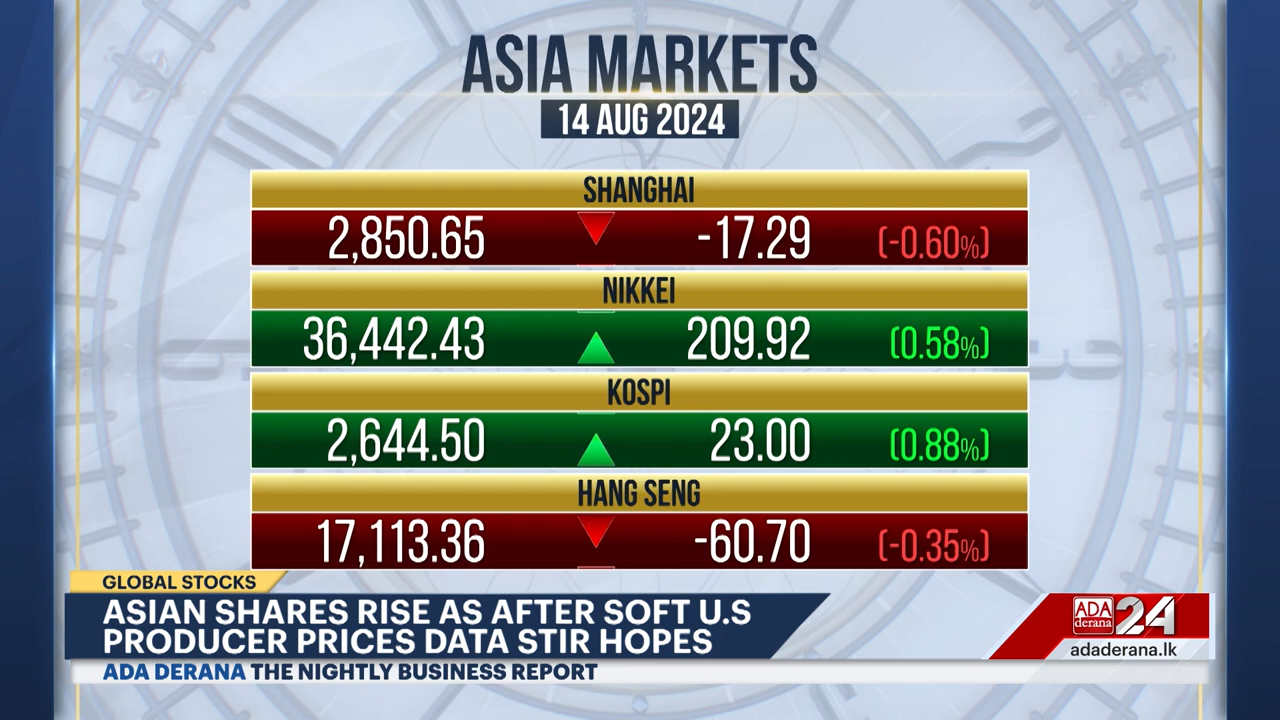 ASIA MARKETS
14 AUG 2024
SHANGHAI
2,850.65 -17.29 (-0.60%)
NIKKEI
36,442.43 209.92 (0.58%)
KOSPI
2,644.50 23.00 (0.88%)
HANG SENG
17,113.36 -60.70 (-0.35%)
GLOBAL STOCKS
ASIAN SHARES RISE AS AFTER SOFT U.S
PRODUCER PRICES DATA STIR HOPES
ADA DERANA THE NIGHTLY BUSINESS REPORT
ADA
derana 24
adaderana.lk